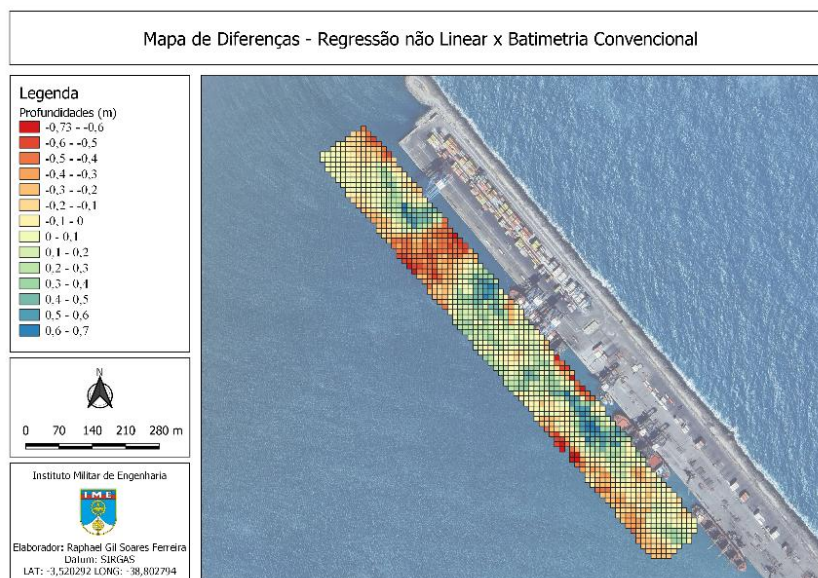 Mapa de Diferenças - Regressão não Linear x Batimetria Convencional
Legenda
Profundidades (m)
-0,73 - -0,6
-0,6 - -0,5
-0,5 - -0,4
-0,4 - -0,3
-0,3 - -0,2
-0,2 - -0,1
-0,1 - 0
0 - 0,1
0,1 - 0,2
0,2 - 0,3
0,3 - 0,4
0,4 - 0,5
0,5 - 0,6
0,6 - 0,7
N
0 70 140 210 280 m
Instituto Militar de Engenharia
IME
Elaborador: Raphael Gil Soares Ferreira
Datum: SIRGAS
LAT: -3,520292 LONG: -38,802794